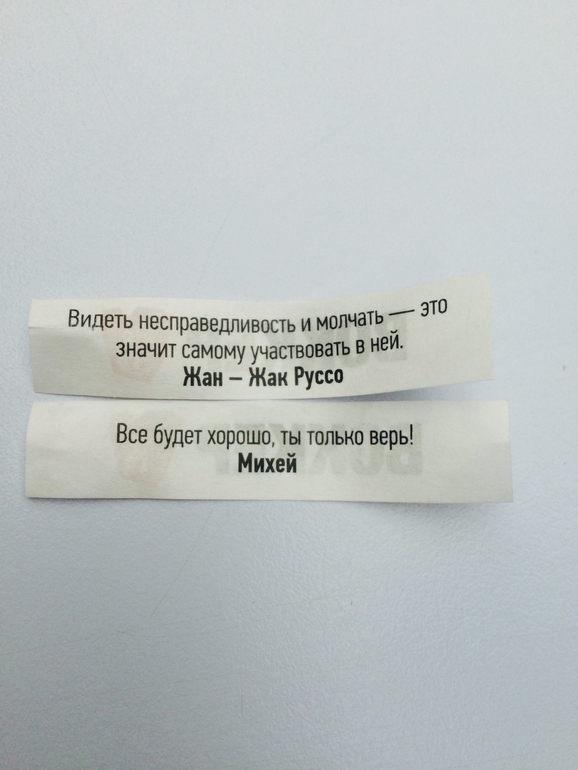 Видеть несправедливость и молчать — это
значит самому участвовать в ней.
Жан – Жак Руссо
Все будет хорошо, ты только верь!
Михей